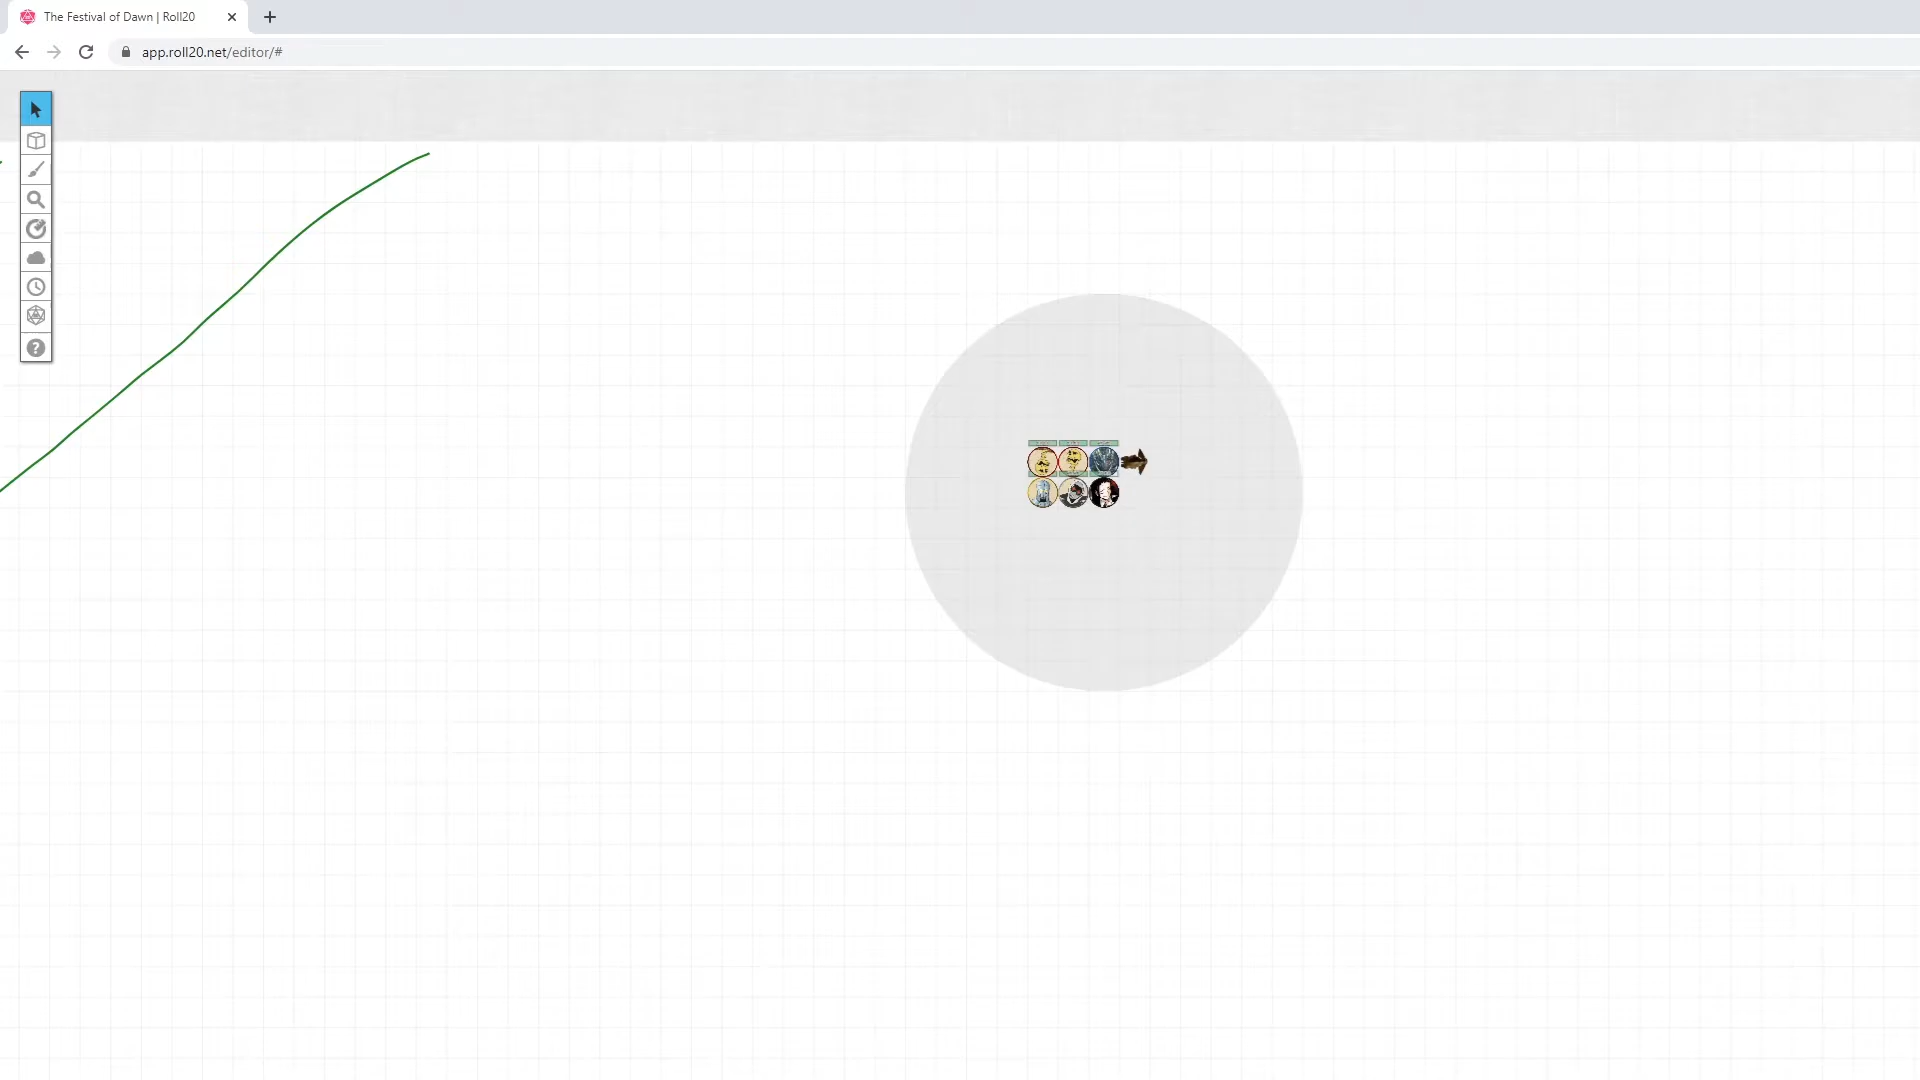 The Festival of Dawn | Roll20
app.roll20.net/editor/#
?